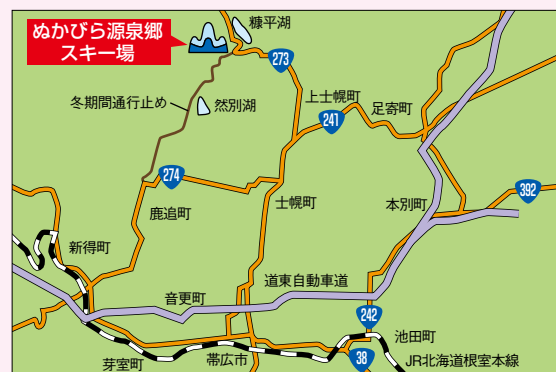 ぬかびら源泉郷
スキー場
糠平湖
273
上士幌町
足寄町
冬期間通行止め
然別湖
241
274
392
鹿追町
士幌町
本別町
新得町
音更町
道東自動車道
242
池田町
芽室町
帯広市
38
JR北海道根室本線